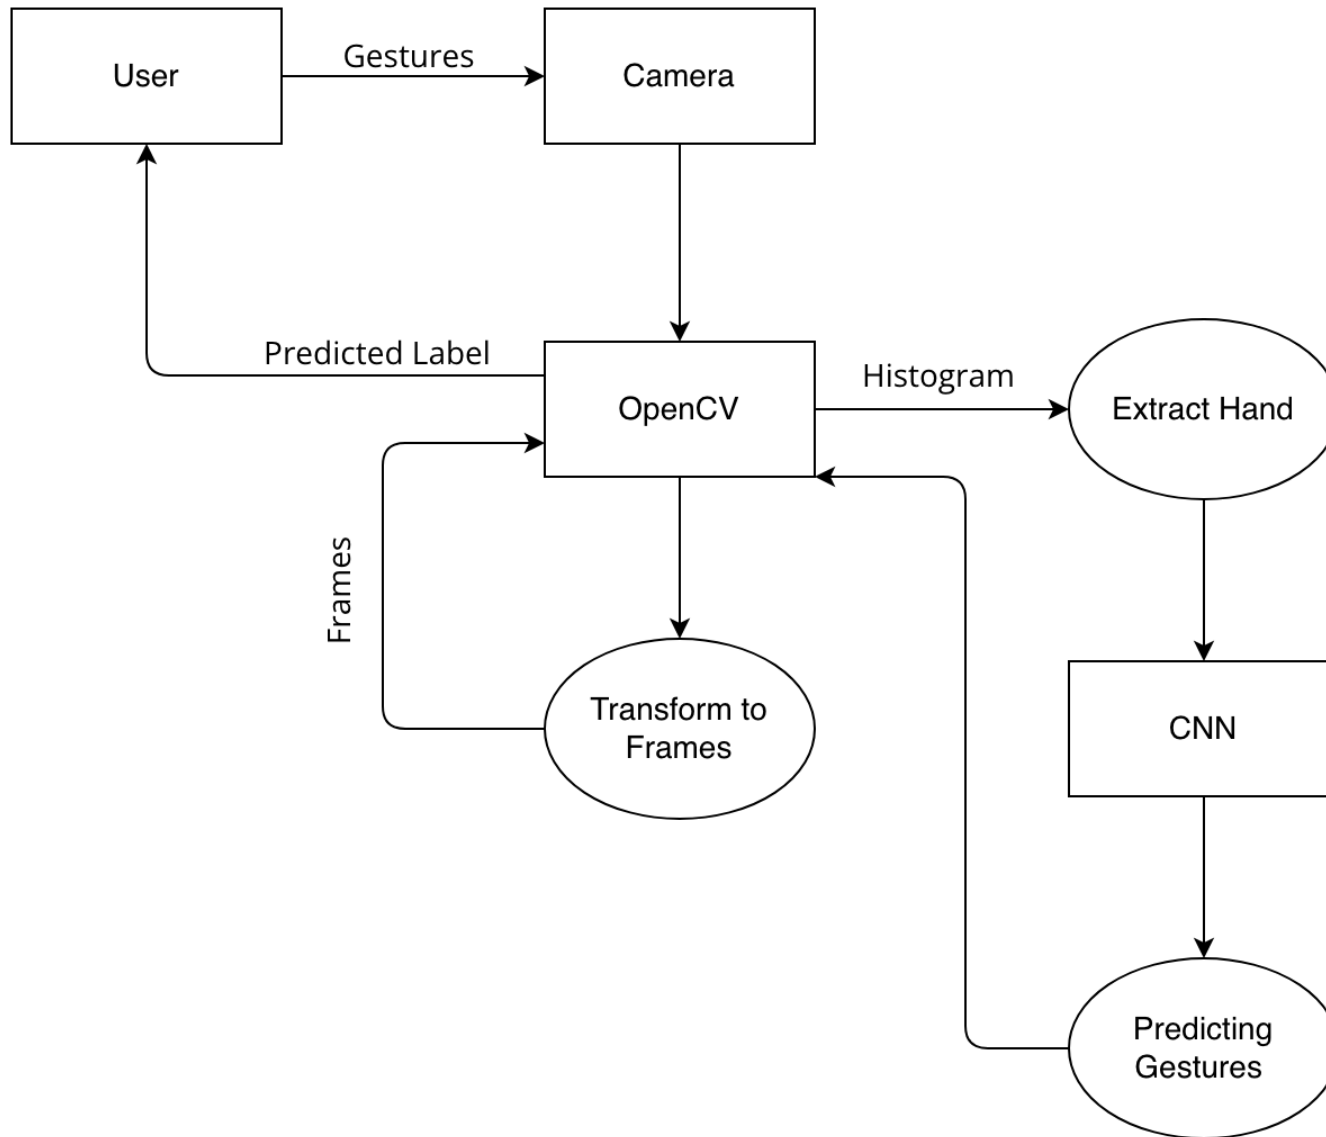 User
Gestures
Camera
Predicted Label
OpenCV
Histogram
Extract Hand
Frames
Transform to
Frames
CNN
Predicting
Gestures